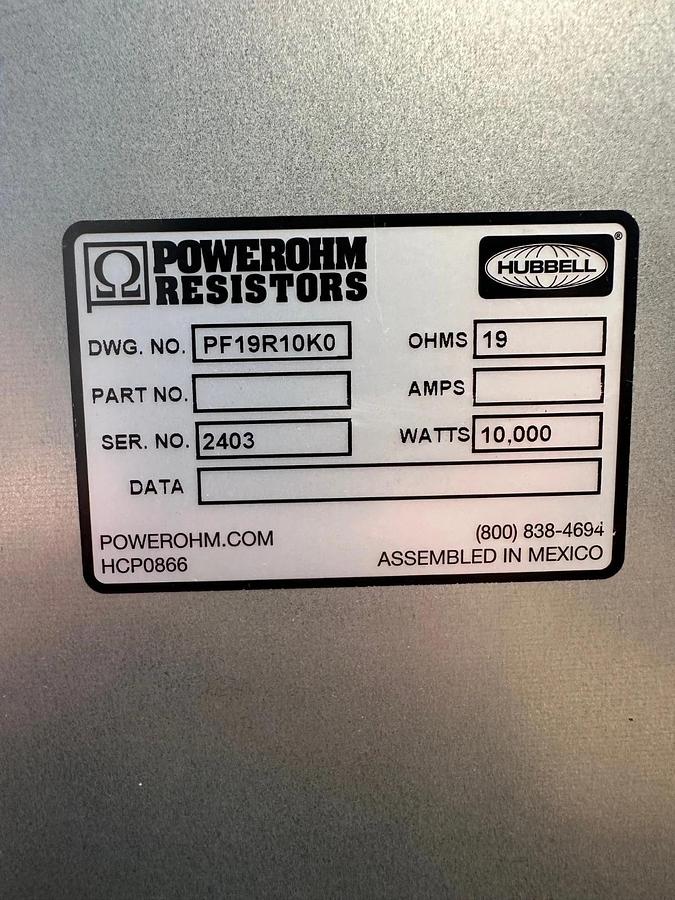 Ω POWEROHM RESISTORS
HUBBELL ®
DWG. NO. PF19R10K0 OHMS 19
PART NO. AMPS
SER. NO. 2403 WATTS 10,000
DATA
POWEROHM.COM (800) 838-4694
HCP0866 ASSEMBLED IN MEXICO